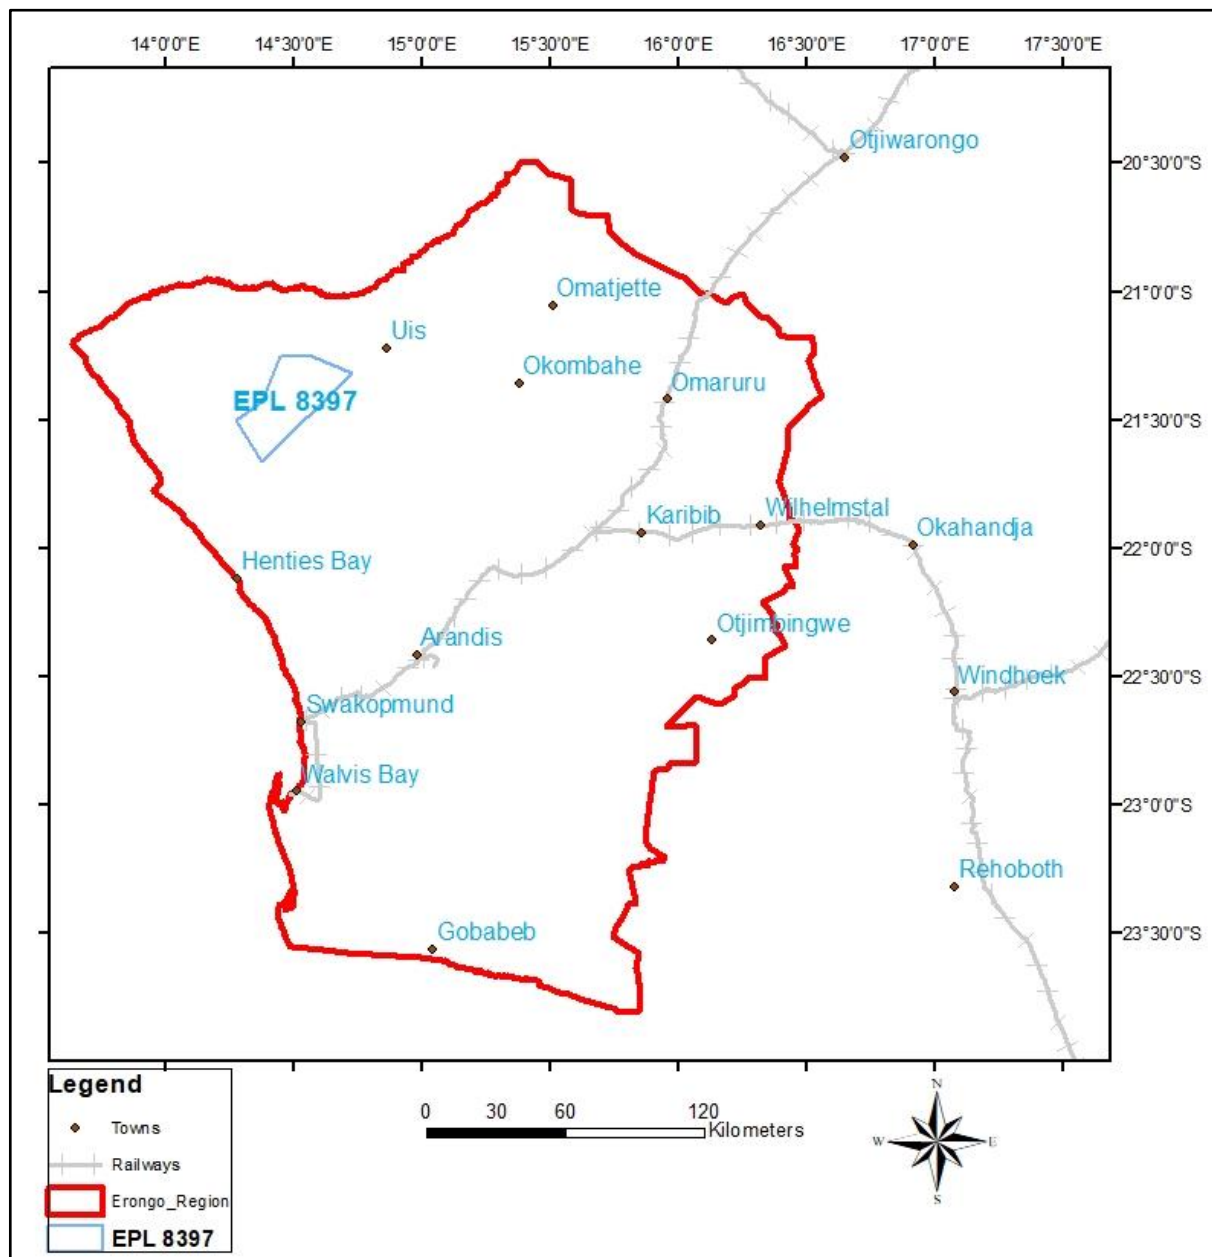 14°0'0"E 14°30'0"E 15°0'0"E 15°30'0"E 16°0'0"E 16°30'0"E 17°0'0"E 17°30'0"E
Otjiwarongo
20°30'0"S
Omatjette
21°0'0"S
Uis
Okombahe
Omaruru
EPL 8397
21°30'0"S
Karibib
Wilhelmstal
Okahandja
22°0'0"S
Henties Bay
Arandis
Otjimbingwe
Windhoek
22°30'0"S
Swakopmund
Walvis Bay
23°0'0"S
Rehoboth
Gobabeb
23°30'0"S
Legend
Towns
Railways
Erongo_Region
EPL 8397
0 30 60 120
Kilometers
N
W E
S